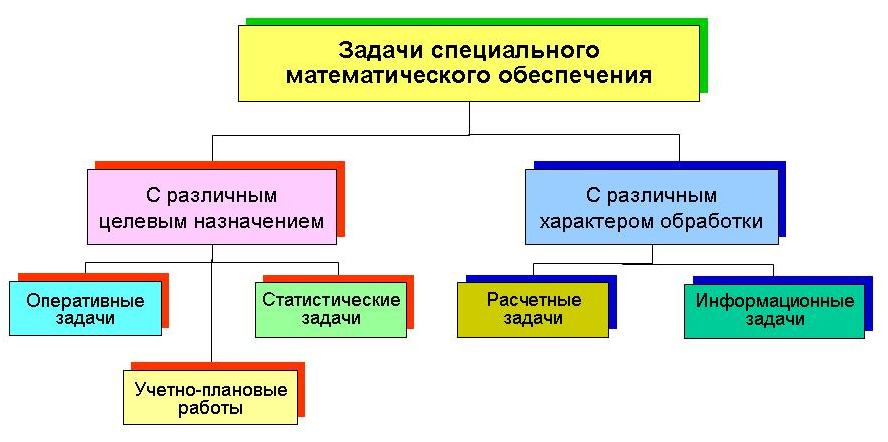 Задачи специального
математического обеспечения
С различным
целевым назначением
С различным
характером обработки
Оперативные
задачи
Статистические
задачи
Расчетные
задачи
Информационные
задачи
Учетно-плановые
работы